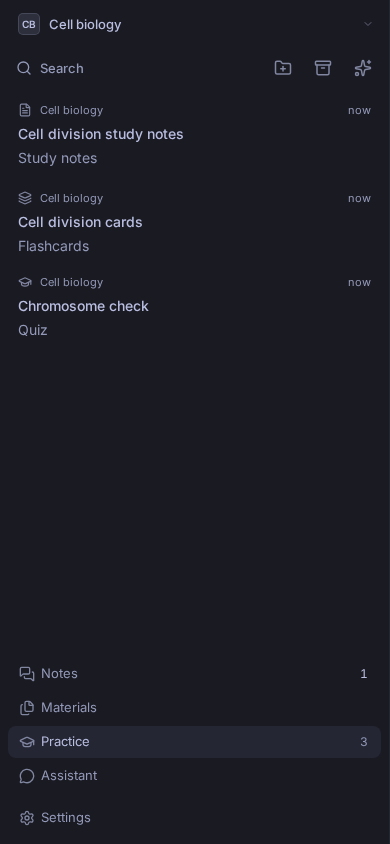 CB Cell biology
Search
Cell biology now
Cell division study notes
Study notes
Cell biology now
Cell division cards
Flashcards
Cell biology now
Chromosome check
Quiz
Notes 1
Materials
Practice 3
Assistant
Settings